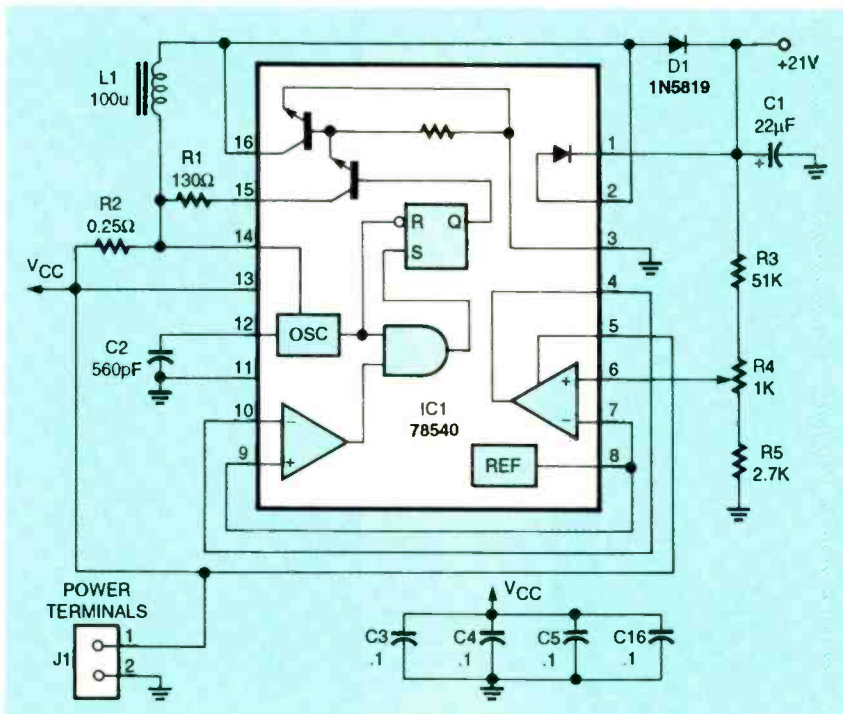 L1
100u
R1
130Ω
R2
0.25Ω
VCC
C2
560pF
16
15
14
13
12
11
10
9
OSC
R Q
S
IC1
78540
REF
+
−
−
+
1
2
3
4
5
6
7
8
D1
1N5819
+21V
C1
22µF
+
R3
51K
R4
1K
R5
2.7K
POWER
TERMINALS
J1
1
2
VCC
C3
.1
C4
.1
C5
.1
C16
.1